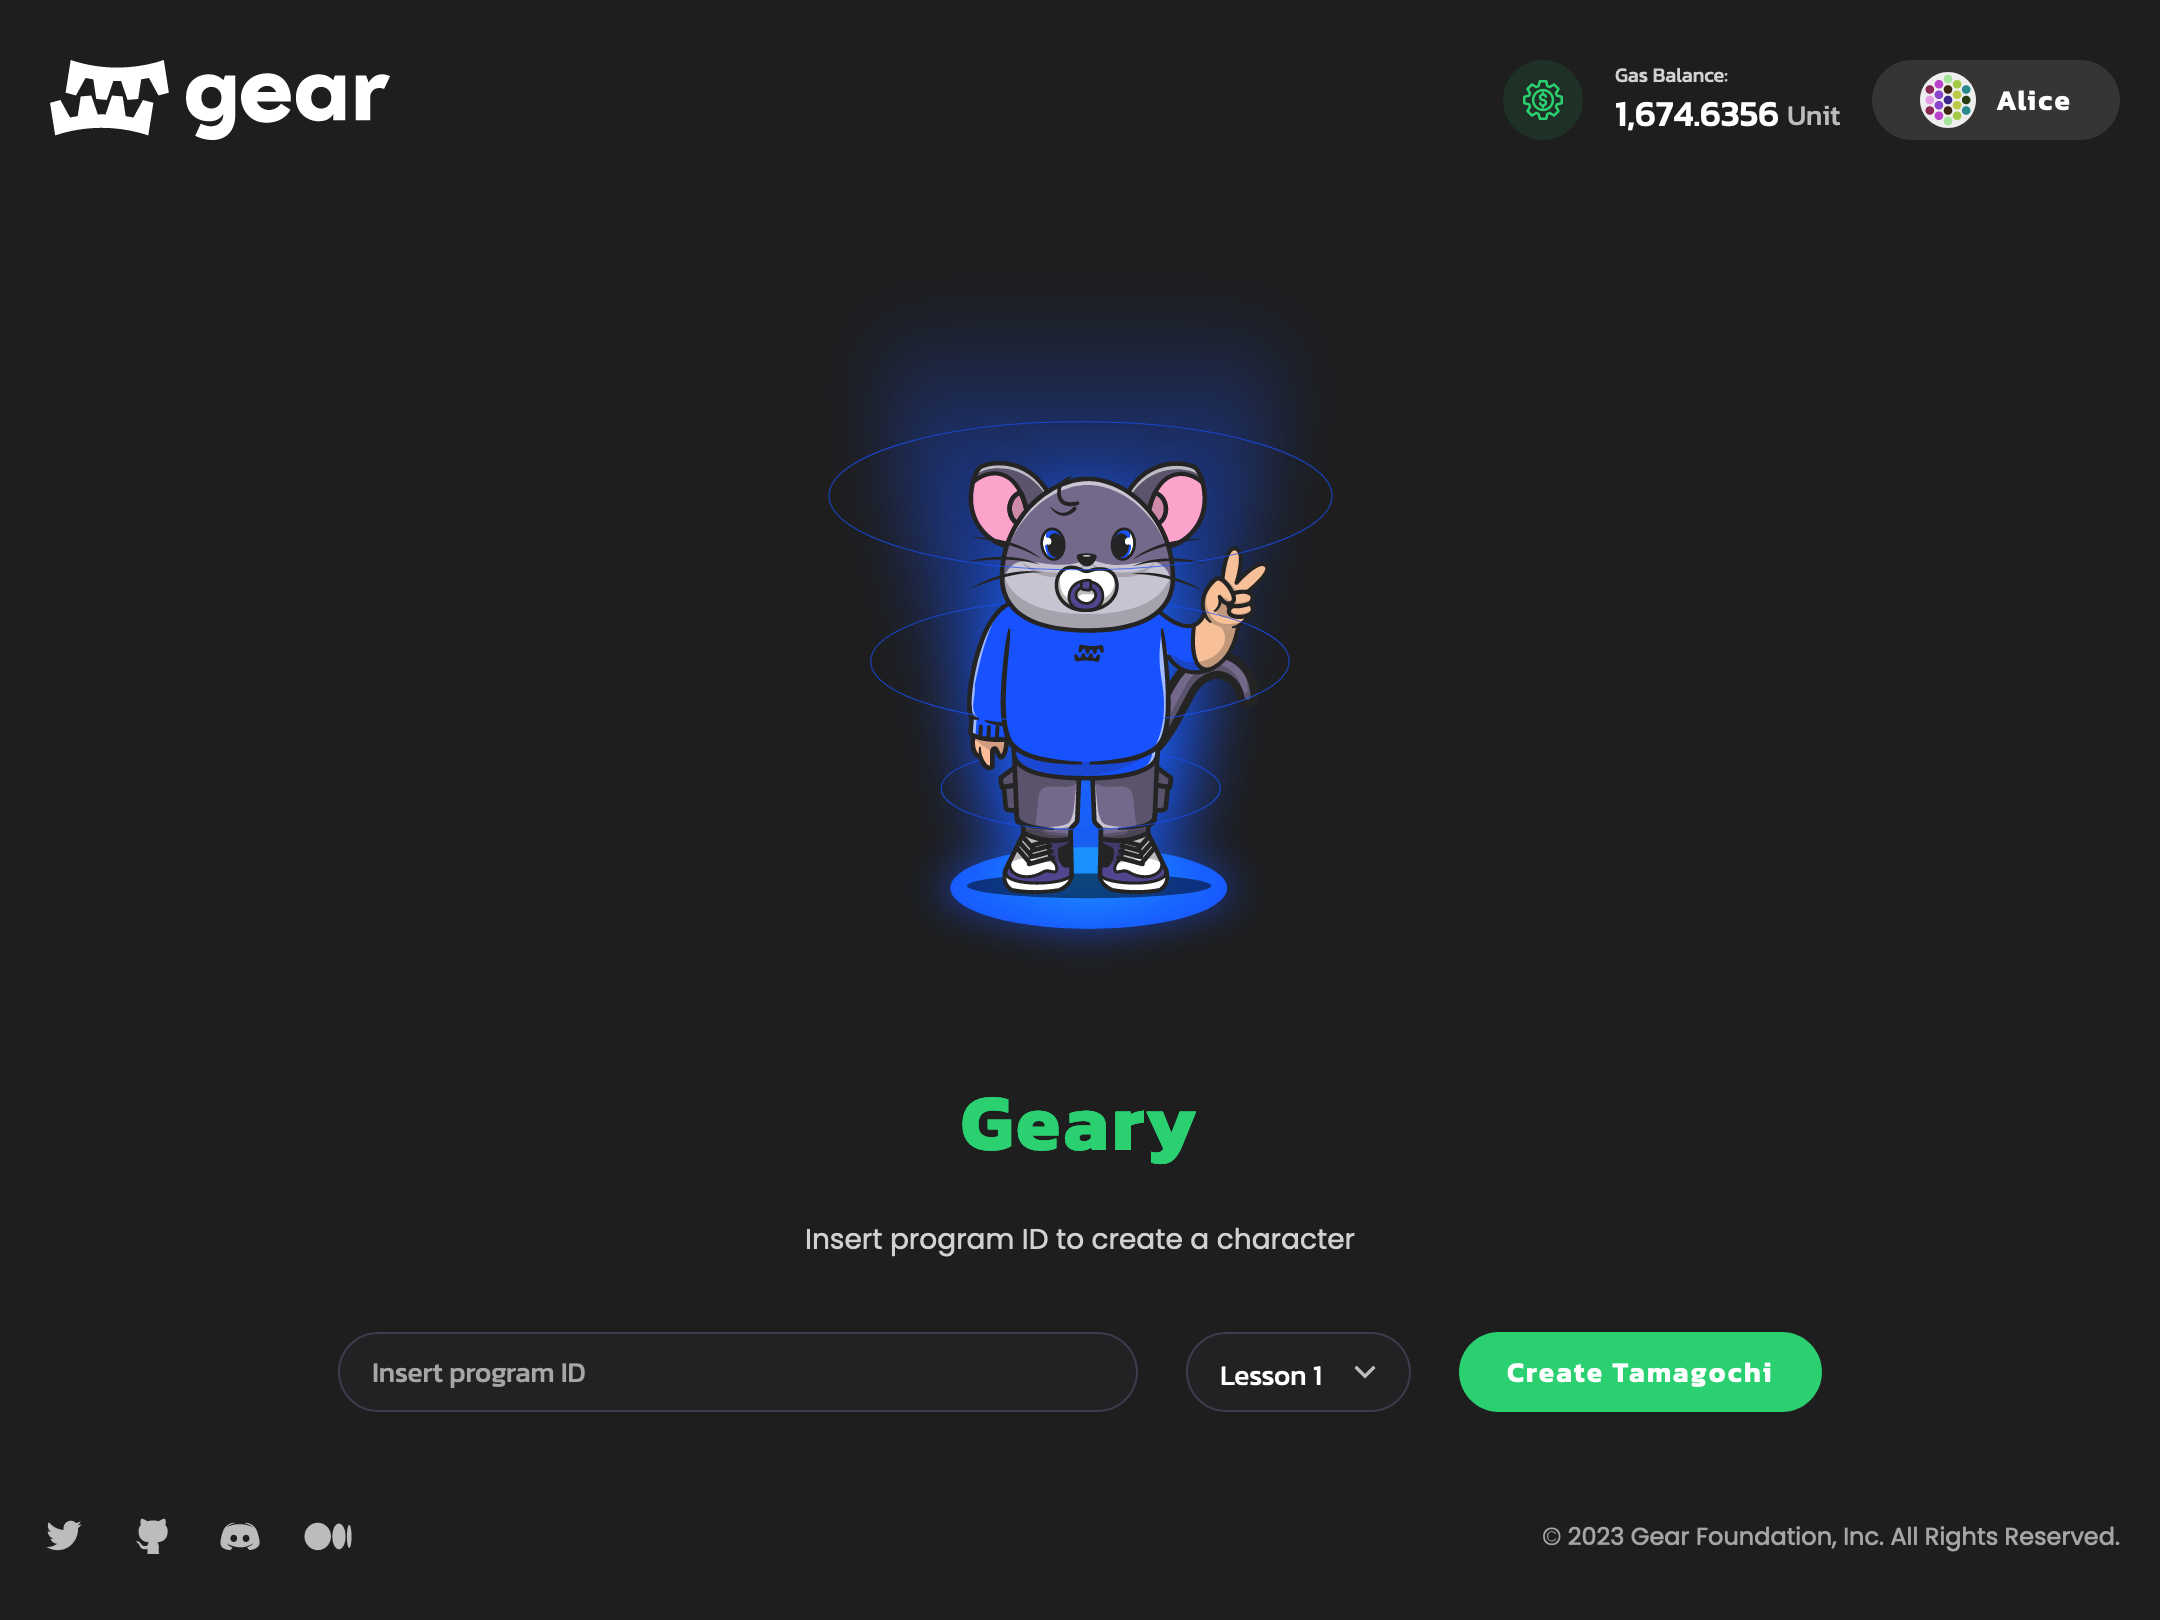 gear
Gas Balance:
1,674.6356 Unit
Alice
Geary
Insert program ID to create a character
Insert program ID
Lesson 1
Create Tamagochi
© 2023 Gear Foundation, Inc. All Rights Reserved.